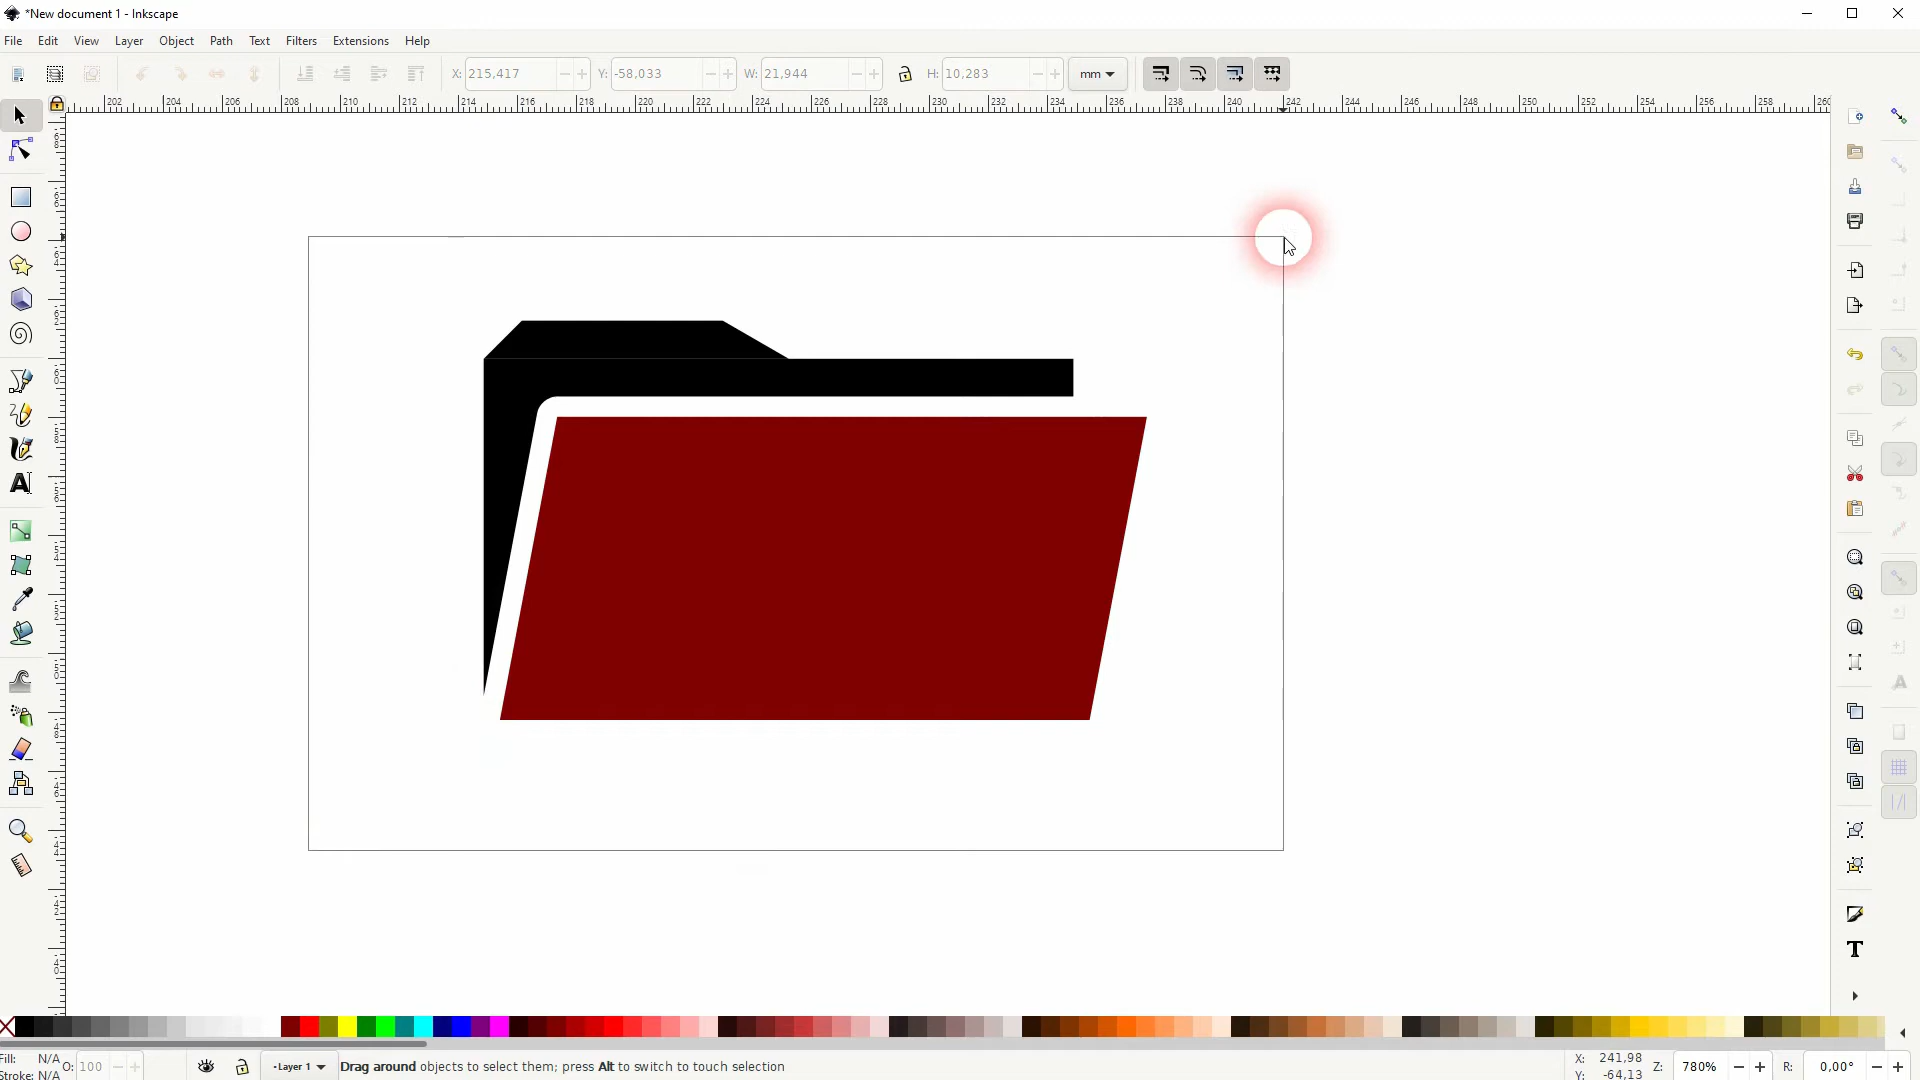 *New document 1 - Inkscape
File Edit View Layer Object Path Text Filters Extensions Help
X: 215,417 Y: -58,033 W: 21,944 H: 10,283 mm
202 204 206 208 210 212 214 216 218 220 222 224 226 228 230 232 234 236 238 240 242 244 246 248 250 252 254 256 258 260
Fill: N/A O: 100 Layer 1 Drag around objects to select them; press Alt to switch to touch selection X: 241,98 Z: 780% R: 0,00°
Stroke: N/A Y: -64,13